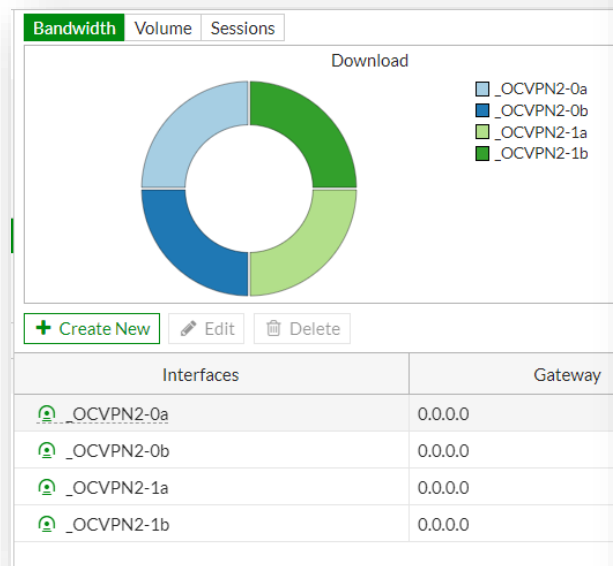 Bandwidth Volume Sessions
Download
_OCVPN2-0a
_OCVPN2-0b
_OCVPN2-1a
_OCVPN2-1b
+ Create New Edit Delete
Interfaces Gateway
_OCVPN2-0a 0.0.0.0
_OCVPN2-0b 0.0.0.0
_OCVPN2-1a 0.0.0.0
_OCVPN2-1b 0.0.0.0